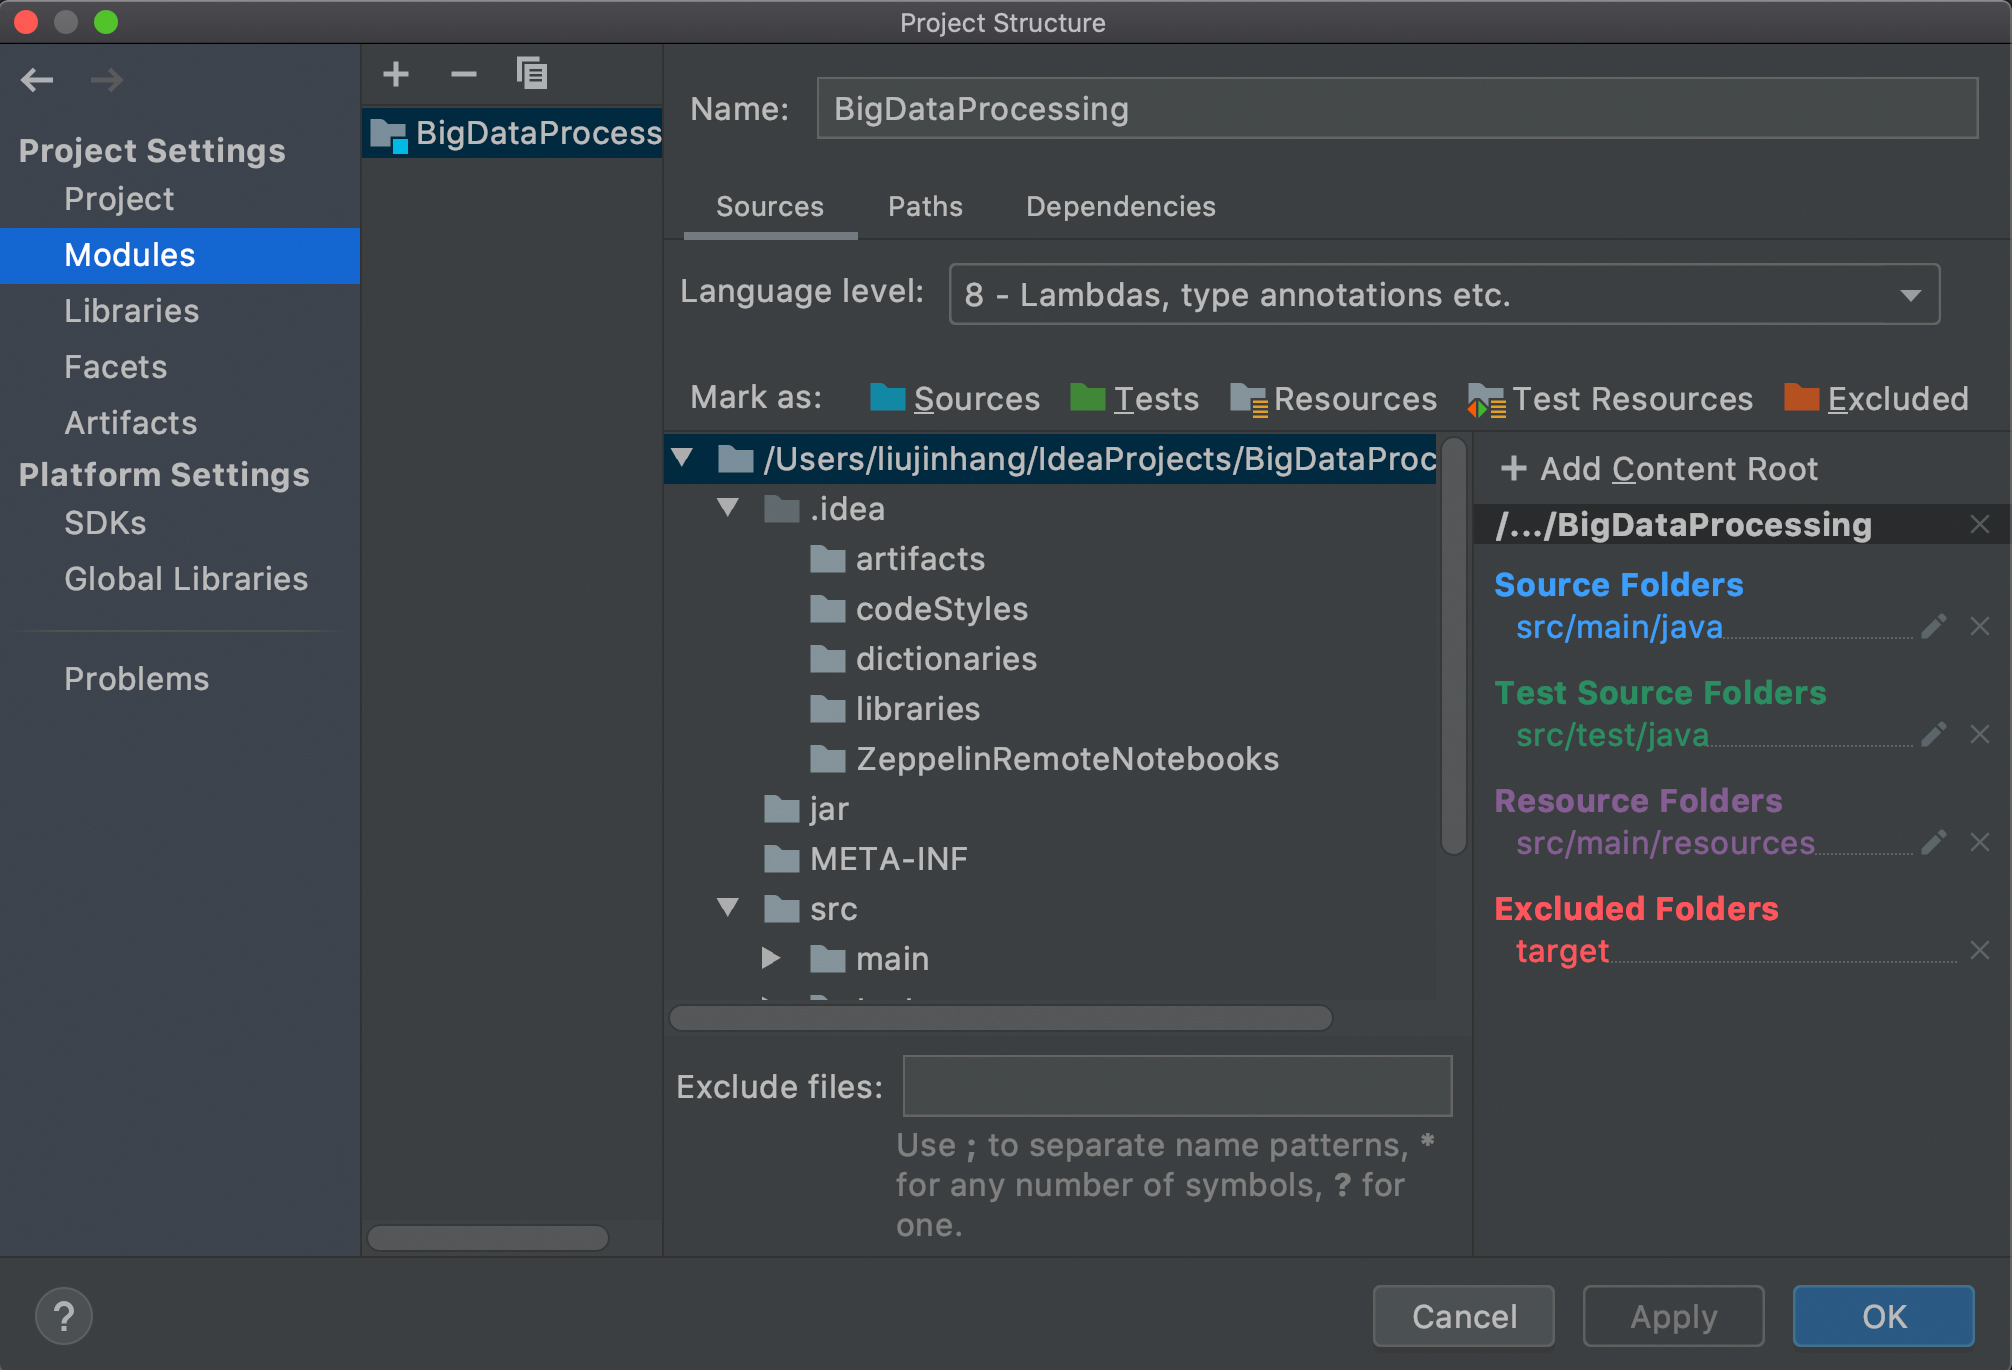 Project Structure
Project Settings
Project
Modules
Libraries
Facets
Artifacts
Platform Settings
SDKs
Global Libraries
Problems
BigDataProcess
Name: BigDataProcessing
Sources Paths Dependencies
Language level: 8 - Lambdas, type annotations etc.
Mark as: Sources Tests Resources Test Resources Excluded
/Users/liujinhang/IdeaProjects/BigDataProc
.idea
artifacts
codeStyles
dictionaries
libraries
ZeppelinRemoteNotebooks
jar
META-INF
src
main
+ Add Content Root
/.../BigDataProcessing
Source Folders
src/main/java
Test Source Folders
src/test/java
Resource Folders
src/main/resources
Excluded Folders
target
Exclude files:
Use ; to separate name patterns, *
for any number of symbols, ? for
one.
?
Cancel Apply OK